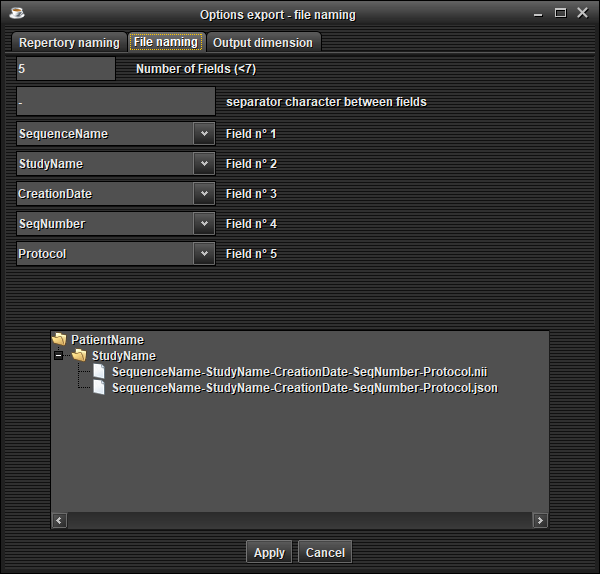 Options export - file naming
Repertory naming File naming Output dimension
5 Number of Fields (<7)
- separator character between fields
SequenceName Field n° 1
StudyName Field n° 2
CreationDate Field n° 3
SeqNumber Field n° 4
Protocol Field n° 5
PatientName
StudyName
SequenceName-StudyName-CreationDate-SeqNumber-Protocol.nii
SequenceName-StudyName-CreationDate-SeqNumber-Protocol.json
Apply Cancel